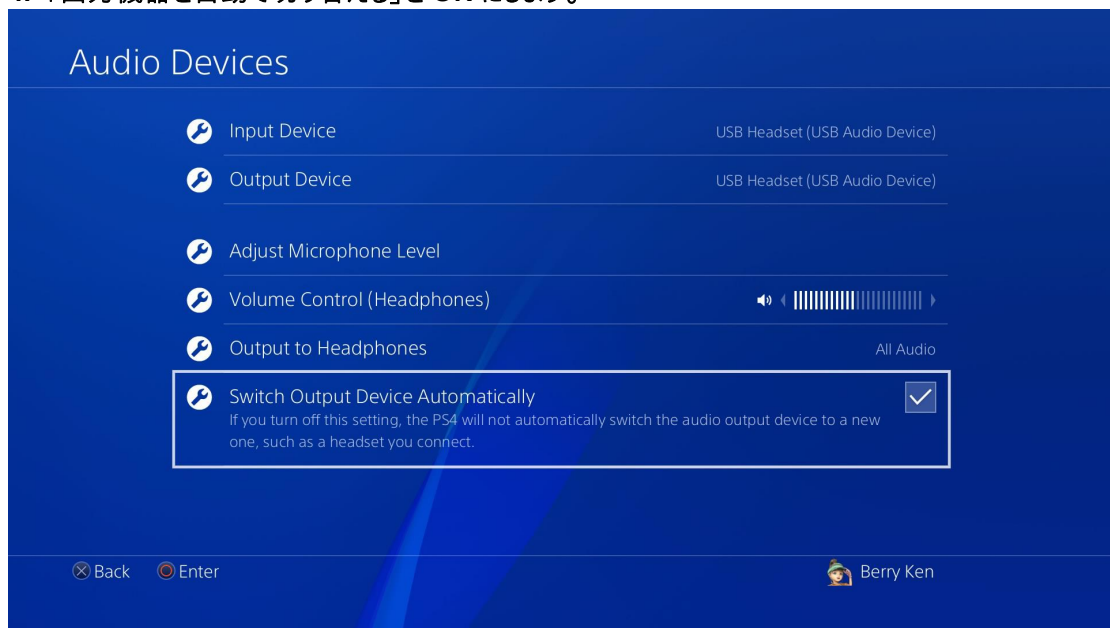 Audio Devices
Input Device USB Headset (USB Audio Device)
Output Device USB Headset (USB Audio Device)
Adjust Microphone Level
Volume Control (Headphones)
Output to Headphones All Audio
Switch Output Device Automatically
If you turn off this setting, the PS4 will not automatically switch the audio output device to a new
one, such as a headset you connect.
Back Enter Berry Ken